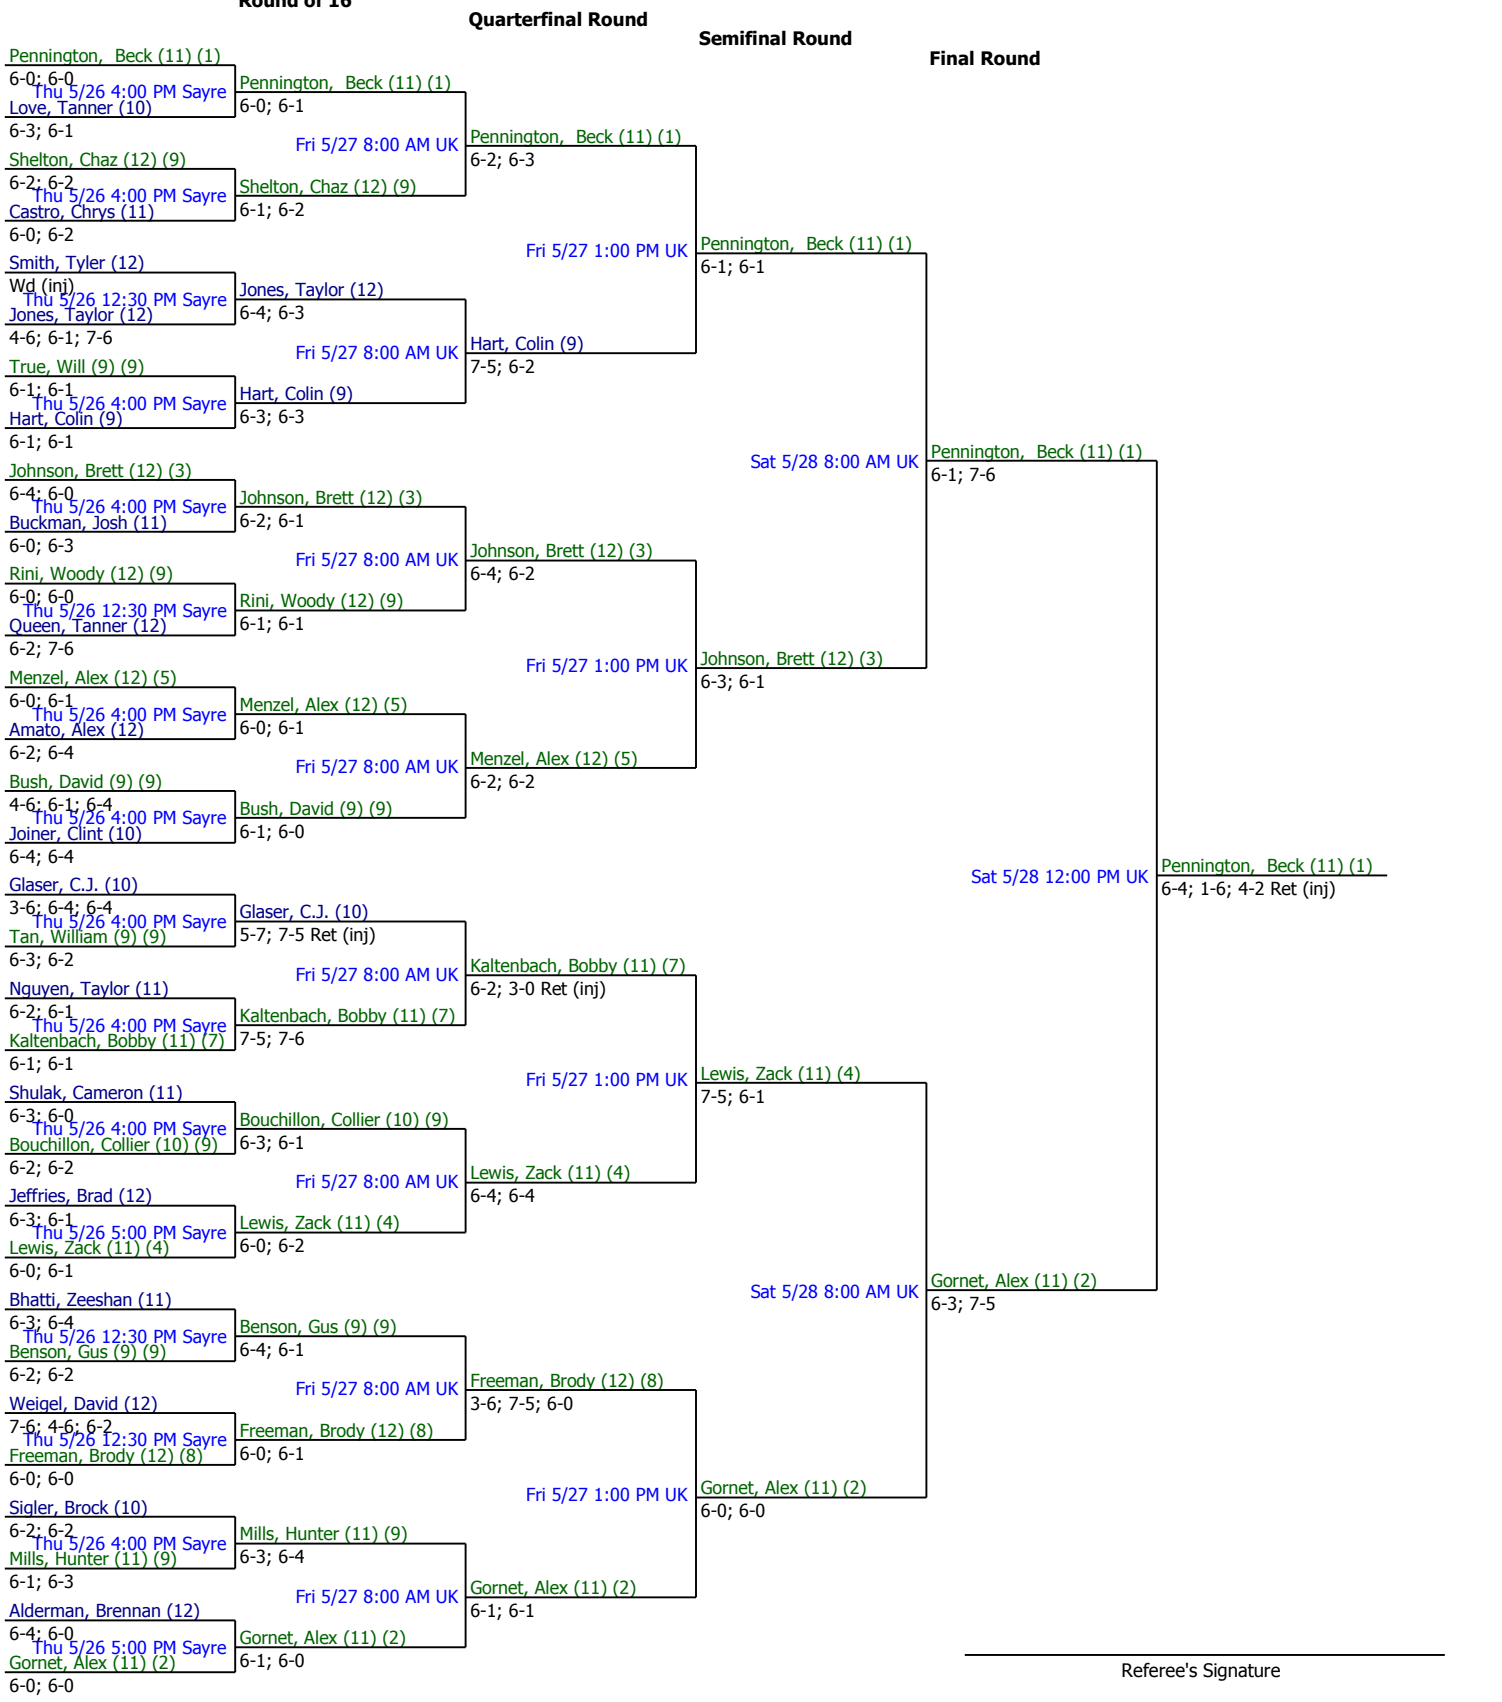 Round of 16
Quarterfinal Round
Semifinal Round
Final Round
Pennington, Beck (11) (1)
6-0; 6-0
Thu 5/26 4:00 PM Sayre
Love, Tanner (10)
6-3; 6-1
Shelton, Chaz (12) (9)
6-2; 6-2
Thu 5/26 4:00 PM Sayre
Castro, Chrys (11)
6-0; 6-2
Smith, Tyler (12)
Wd (inj)
Thu 5/26 12:30 PM Sayre
Jones, Taylor (12)
4-6; 6-1; 7-6
True, Will (9) (9)
6-1; 6-1
Thu 5/26 4:00 PM Sayre
Hart, Colin (9)
6-1; 6-1
Johnson, Brett (12) (3)
6-4; 6-0
Thu 5/26 4:00 PM Sayre
Buckman, Josh (11)
6-0; 6-3
Rini, Woody (12) (9)
6-0; 6-0
Thu 5/26 12:30 PM Sayre
Queen, Tanner (12)
6-2; 7-6
Menzel, Alex (12) (5)
6-0; 6-1
Thu 5/26 4:00 PM Sayre
Amato, Alex (12)
6-2; 6-4
Bush, David (9) (9)
4-6; 6-1; 6-4
Thu 5/26 4:00 PM Sayre
Joiner, Clint (10)
6-4; 6-4
Glaser, C.J. (10)
3-6; 6-4; 6-4
Thu 5/26 4:00 PM Sayre
Tan, William (9) (9)
6-3; 6-2
Nguyen, Taylor (11)
6-2; 6-1
Thu 5/26 4:00 PM Sayre
Kaltenbach, Bobby (11) (7)
6-1; 6-1
Shulak, Cameron (11)
6-3; 6-0
Thu 5/26 4:00 PM Sayre
Bouchillon, Collier (10) (9)
6-2; 6-2
Jeffries, Brad (12)
6-3; 6-1
Thu 5/26 5:00 PM Sayre
Lewis, Zack (11) (4)
6-0; 6-1
Bhatti, Zeeshan (11)
6-3; 6-4
Thu 5/26 12:30 PM Sayre
Benson, Gus (9) (9)
6-2; 6-2
Weigel, David (12)
7-6; 4-6; 6-2
Thu 5/26 12:30 PM Sayre
Freeman, Brody (12) (8)
6-0; 6-0
Sigler, Brock (10)
6-2; 6-2
Thu 5/26 4:00 PM Sayre
Mills, Hunter (11) (9)
6-1; 6-3
Alderman, Brennan (12)
6-4; 6-0
Thu 5/26 5:00 PM Sayre
Gornet, Alex (11) (2)
6-0; 6-0
Pennington, Beck (11) (1)
6-0; 6-1
Fri 5/27 8:00 AM UK
Shelton, Chaz (12) (9)
6-1; 6-2
Jones, Taylor (12)
6-4; 6-3
Fri 5/27 8:00 AM UK
Hart, Colin (9)
6-3; 6-3
Johnson, Brett (12) (3)
6-2; 6-1
Fri 5/27 8:00 AM UK
Rini, Woody (12) (9)
6-1; 6-1
Menzel, Alex (12) (5)
6-0; 6-1
Fri 5/27 8:00 AM UK
Bush, David (9) (9)
6-1; 6-0
Glaser, C.J. (10)
5-7; 7-5 Ret (inj)
Fri 5/27 8:00 AM UK
Kaltenbach, Bobby (11) (7)
7-5; 7-6
Bouchillon, Collier (10) (9)
6-3; 6-1
Fri 5/27 8:00 AM UK
Lewis, Zack (11) (4)
6-0; 6-2
Benson, Gus (9) (9)
6-4; 6-1
Fri 5/27 8:00 AM UK
Freeman, Brody (12) (8)
6-0; 6-1
Mills, Hunter (11) (9)
6-3; 6-4
Fri 5/27 8:00 AM UK
Gornet, Alex (11) (2)
6-1; 6-0
Pennington, Beck (11) (1)
6-2; 6-3
Fri 5/27 1:00 PM UK
Hart, Colin (9)
7-5; 6-2
Johnson, Brett (12) (3)
6-4; 6-2
Fri 5/27 1:00 PM UK
Menzel, Alex (12) (5)
6-2; 6-2
Kaltenbach, Bobby (11) (7)
6-2; 3-0 Ret (inj)
Fri 5/27 1:00 PM UK
Lewis, Zack (11) (4)
6-4; 6-4
Freeman, Brody (12) (8)
3-6; 7-5; 6-0
Fri 5/27 1:00 PM UK
Gornet, Alex (11) (2)
6-1; 6-1
Pennington, Beck (11) (1)
6-1; 6-1
Sat 5/28 8:00 AM UK
Johnson, Brett (12) (3)
6-3; 6-1
Lewis, Zack (11) (4)
7-5; 6-1
Sat 5/28 8:00 AM UK
Gornet, Alex (11) (2)
6-0; 6-0
Pennington, Beck (11) (1)
6-1; 7-6
Sat 5/28 12:00 PM UK
Gornet, Alex (11) (2)
6-3; 7-5
Pennington, Beck (11) (1)
6-4; 1-6; 4-2 Ret (inj)
Referee's Signature